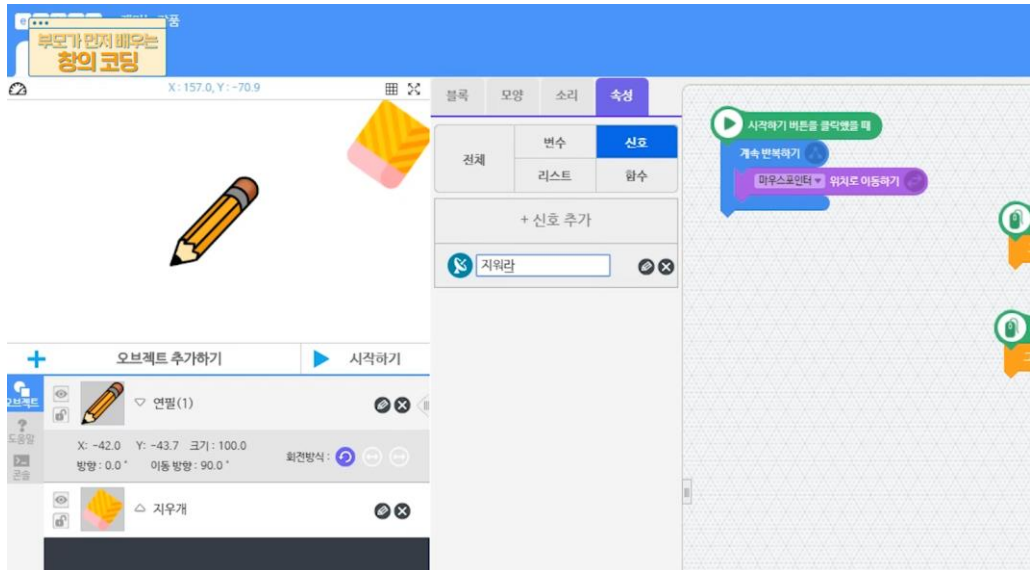 부모가 먼저 배우는
창의 코딩
X : 157.0, Y : -70.9
블록 모양 소리 속성
전체
변수 신호
리스트 함수
+ 신호 추가
지워라
시작하기 버튼을 클릭했을 때
계속 반복하기
마우스포인터 위치로 이동하기
+ 오브젝트 추가하기
시작하기
오브젝트
도움말
콘솔
연필(1)
X: -42.0 Y: -43.7 크기 : 100.0
방향 : 0.0˚ 이동 방향 : 90.0˚
회전방식 :
지우개